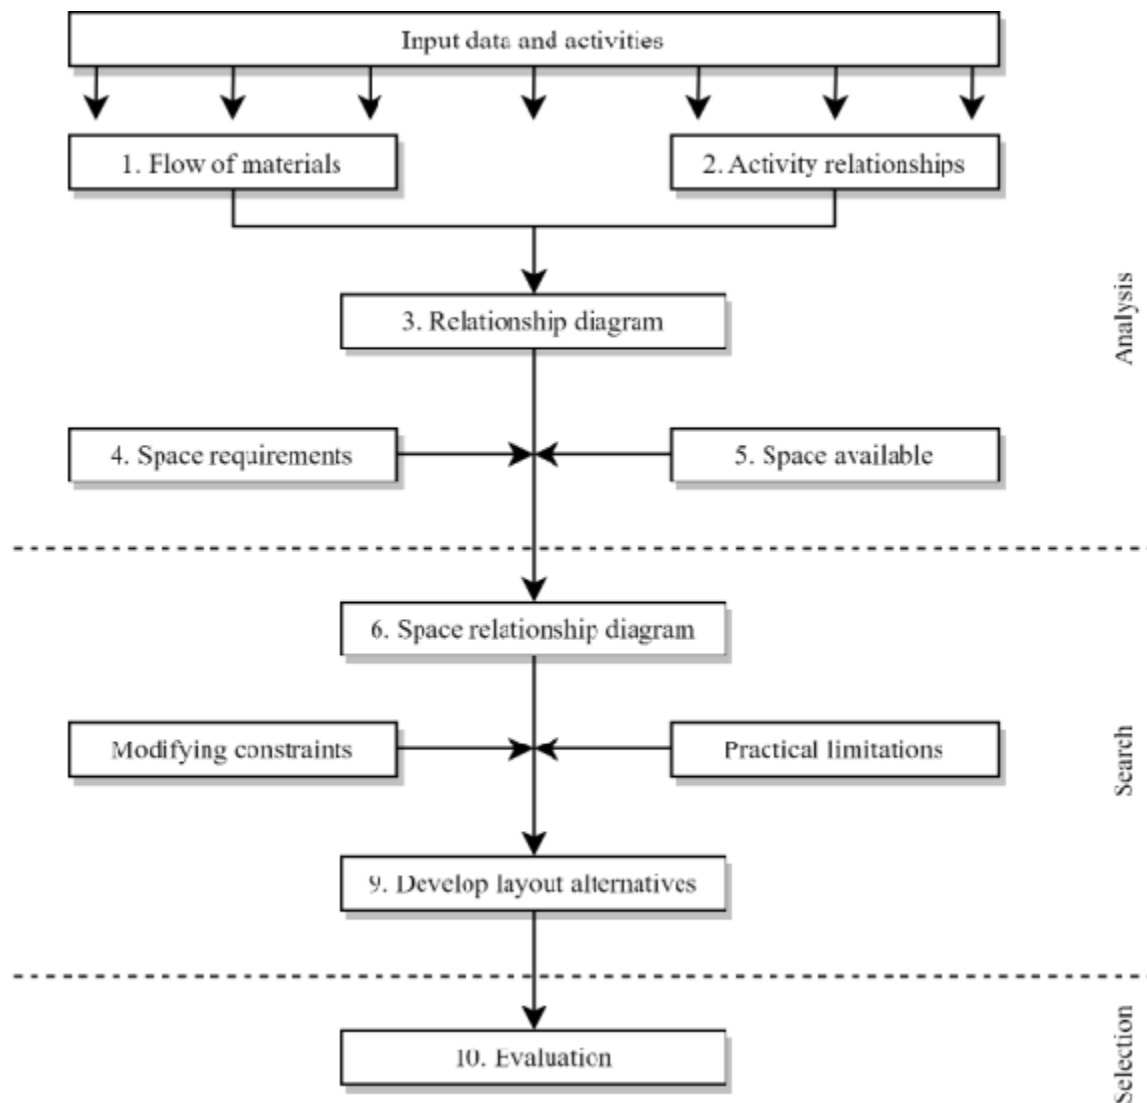 Input data and activities
1. Flow of materials
2. Activity relationships
3. Relationship diagram
Analysis
4. Space requirements
5. Space available
6. Space relationship diagram
Modifying constraints
Practical limitations
Search
9. Develop layout alternatives
10. Evaluation
Selection